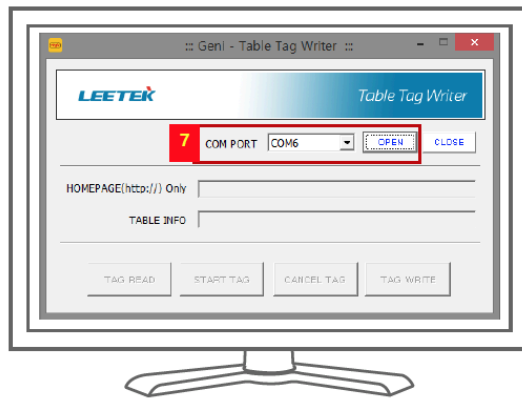 ::: Geni - Table Tag Writer :::
LEETEK
Table Tag Writer
7 COM PORT COM6 OPEN CLOSE
HOMEPAGE(http://) Only
TABLE INFO
TAG READ START TAG CANCEL TAG TAG WRITE